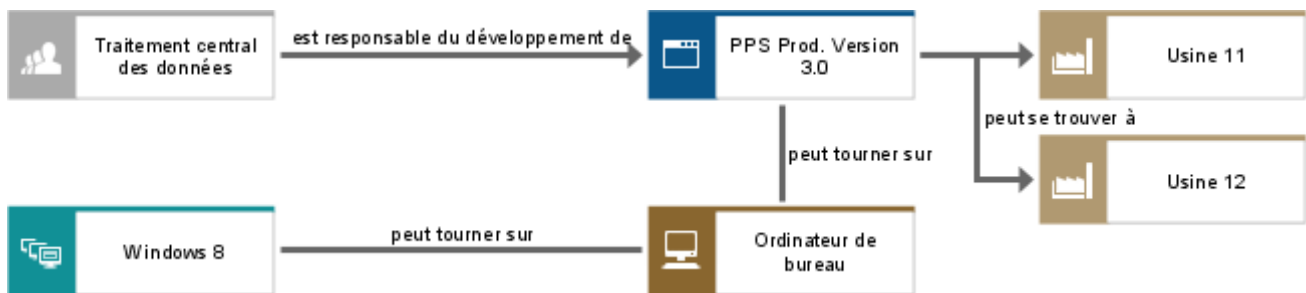 Traitement central
des données
est responsable du développement de
PPS Prod. Version
3.0
Usine 11
peut se trouver à
peut tourner sur
Usine 12
Windows 8
peut tourner sur
Ordinateur de
bureau